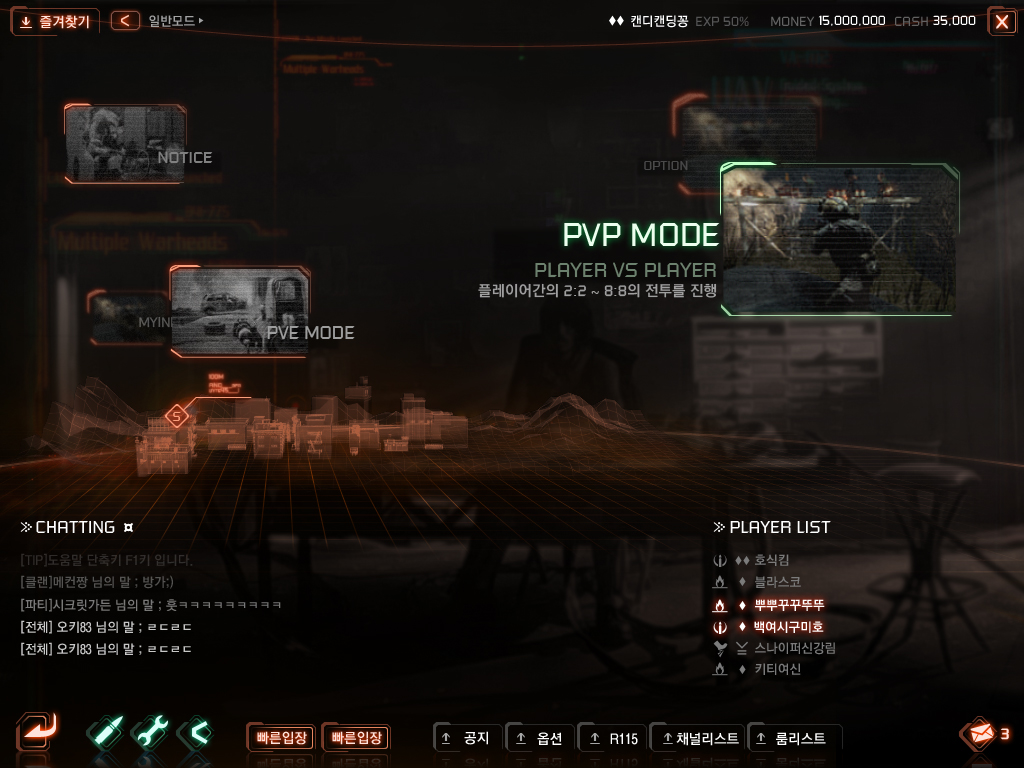 즐겨찾기
일반모드
캔디캔딩꽁 EXP 50% MONEY 15,000,000 CASH 35,000
Multiple Warheads
UAV
NOTICE
OPTION
PVP MODE
PLAYER VS PLAYER
플레이어간의 2:2 ~ 8:8의 전투를 진행
Multiple Warheads
PVE MODE
S
CHATTING
[TIP]도움말 단축키 F1키 입니다.
[클랜]메컨짱 님의 말 ; 방가;)
[파티]시크릿가든 님의 말 ; 흣ㅋㅋㅋㅋㅋㅋㅋㅋㅋ
[전체] 오키83 님의 말 ; ㄹㄷㄹㄷ
[전체] 오키83 님의 말 ; ㄹㄷㄹㄷ
PLAYER LIST
호식킴
블라스코
뿌뿌꾸꾸뚜뚜
백여시구미호
스나이퍼신강림
키티여신
빠른입장 빠른입장 공지 옵션 R115 채널리스트 룸리스트 3